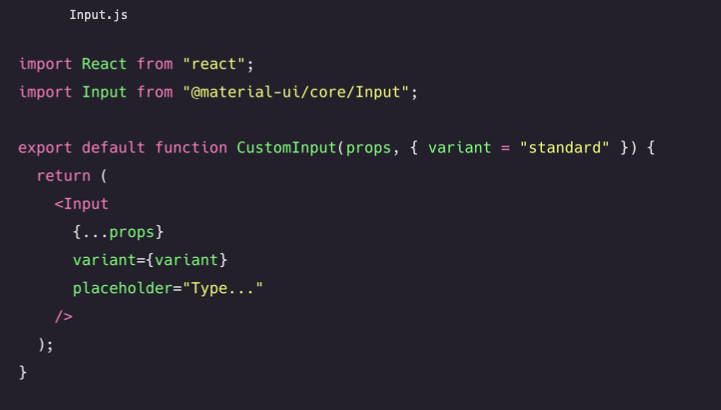 Input.js
import React from "react";
import Input from "@material-ui/core/Input";
export default function CustomInput(props, { variant = "standard" }) {
return (
<Input
{...props}
variant={variant}
placeholder="Type..."
/>
);
}